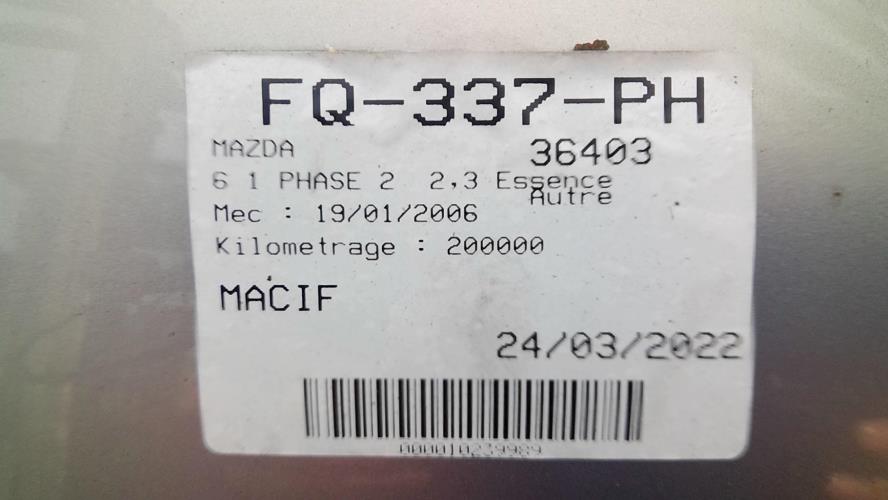 FQ-337-PH
MAZDA 36403
6 1 PHASE 2 2,3 Essence
Autre
Mec : 19/01/2006
Kilometrage : 200000
MACIF
24/03/2022
000010239989